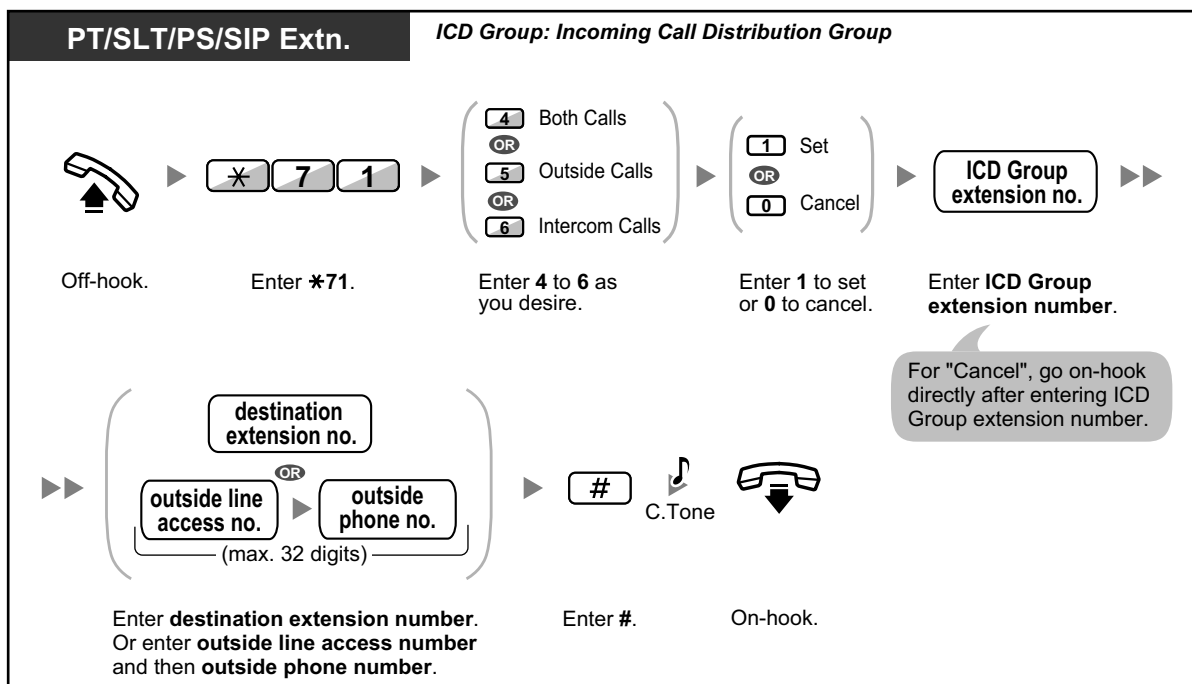 PT/SLT/PS/SIP Extn.
ICD Group: Incoming Call Distribution Group
* 7 1
4 Both Calls
OR
5 Outside Calls
OR
6 Intercom Calls
1 Set
OR
0 Cancel
ICD Group
extension no.
Off-hook.
Enter *71.
Enter 4 to 6 as
you desire.
Enter 1 to set
or 0 to cancel.
Enter ICD Group
extension number.
For "Cancel", go on-hook
directly after entering ICD
Group extension number.
destination
extension no.
OR
outside line
access no.
outside
phone no.
(max. 32 digits)
#
C.Tone
Enter destination extension number.
Or enter outside line access number
and then outside phone number.
Enter #.
On-hook.